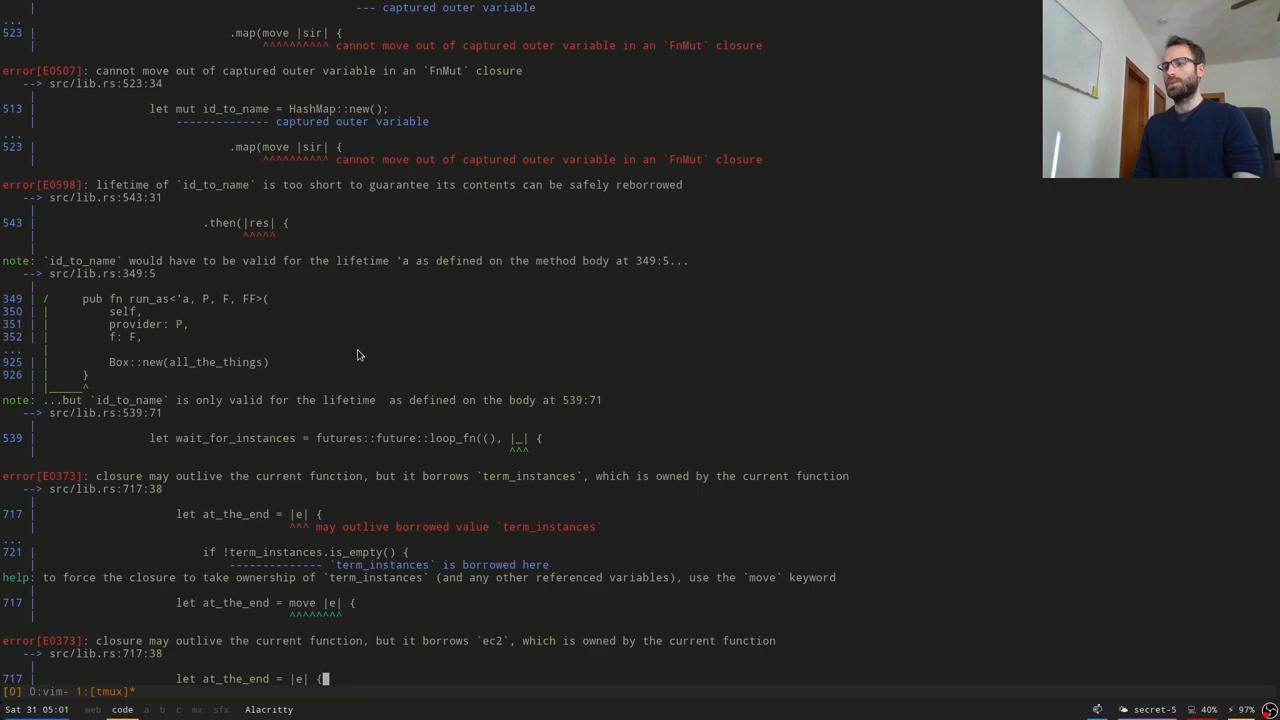 |                                                --- captured outer variable
...
523 |                             .map(move |sir| {
    |                                  ^^^^^^^^^^ cannot move out of captured outer variable in an `FnMut` closure
error[E0507]: cannot move out of captured outer variable in an `FnMut` closure
   --> src/lib.rs:523:34
    |
513 |                 let mut id_to_name = HashMap::new();
    |                     -------------- captured outer variable
...
523 |                             .map(move |sir| {
    |                                  ^^^^^^^^^^ cannot move out of captured outer variable in an `FnMut` closure
error[E0598]: lifetime of `id_to_name` is too short to guarantee its contents can be safely reborrowed
   --> src/lib.rs:543:31
    |
543 |                         .then(|res| {
    |                               ^^^^^
    |
note: `id_to_name` would have to be valid for the lifetime 'a as defined on the method body at 349:5...
   --> src/lib.rs:349:5
    |
349 | /     pub fn run_as<'a, P, F, FF>(
350 | |         self,
351 | |         provider: P,
352 | |         f: F,
... |
925 | |         Box::new(all_the_things)
926 | |     }
    | |_____^
note: ...but `id_to_name` is only valid for the lifetime  as defined on the body at 539:71
   --> src/lib.rs:539:71
    |
539 |                 let wait_for_instances = futures::future::loop_fn((), |_| {
    |                                                                       ^^^
error[E0373]: closure may outlive the current function, but it borrows `term_instances`, which is owned by the current function
   --> src/lib.rs:717:38
    |
717 |                     let at_the_end = |e| {
    |                                      ^^^ may outlive borrowed value `term_instances`
...
721 |                         if !term_instances.is_empty() {
    |                             -------------- `term_instances` is borrowed here
help: to force the closure to take ownership of `term_instances` (and any other referenced variables), use the `move` keyword
    |
717 |                     let at_the_end = move |e| {
    |                                      ^^^^^^^^
error[E0373]: closure may outlive the current function, but it borrows `ec2`, which is owned by the current function
   --> src/lib.rs:717:38
    |
717 |                     let at_the_end = |e| {
[0] 0:vim- 1:[tmux]*
Sat 31 05:01 web code a b c mx sfx Alacritty secret-5 40% 97%